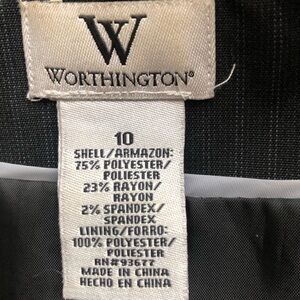 W
WORTHINGTON®
10
SHELL/ARMAZON:
75% POLYESTER/
POLIESTER
23% RAYON/
RAYON
2% SPANDEX/
SPANDEX
LINING/FORRO:
100% POLYESTER/
POLIESTER
RN#93677
MADE IN CHINA
HECHO EN CHINA